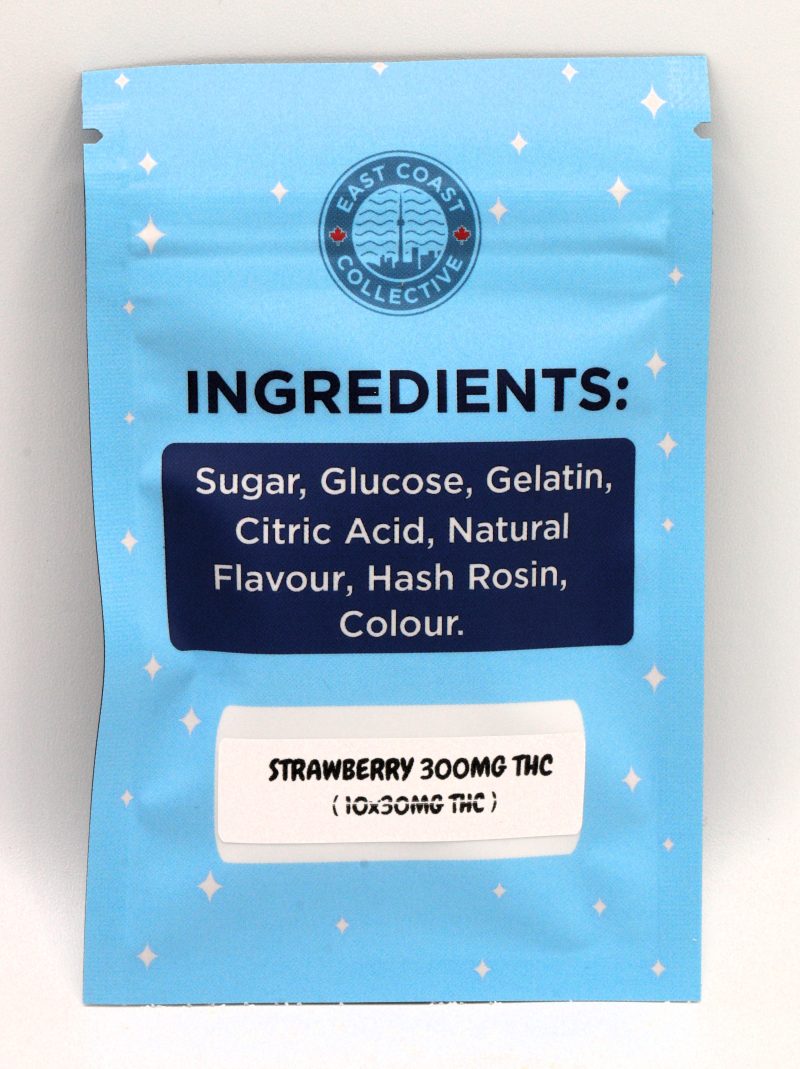 EAST COAST
COLLECTIVE
INGREDIENTS:
Sugar, Glucose, Gelatin,
Citric Acid, Natural
Flavour, Hash Rosin,
Colour.
STRAWBERRY 300MG THC
( 10x30MG THC )